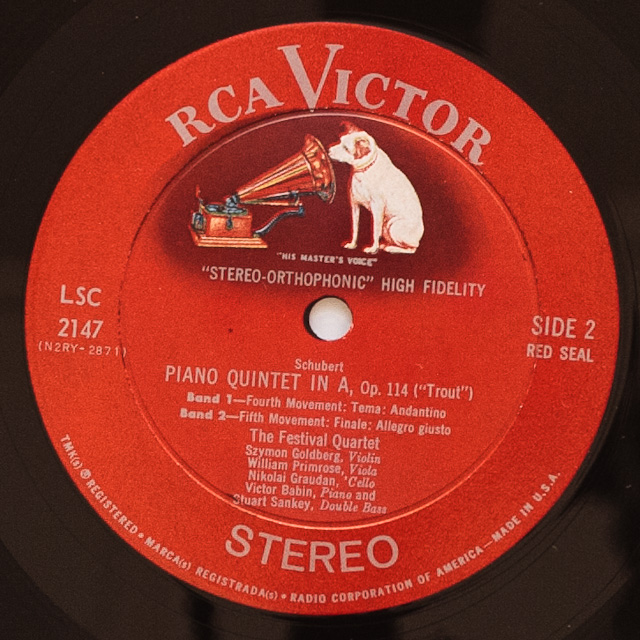 RCA VICTOR
"HIS MASTER'S VOICE"
"STEREO-ORTHOPHONIC" HIGH FIDELITY
LSC
2147
(N2RY-2871)
SIDE 2
RED SEAL
Schubert
PIANO QUINTET IN A, Op. 114 ("Trout")
Band 1—Fourth Movement: Tema: Andantino
Band 2—Fifth Movement: Finale: Allegro giusto
The Festival Quartet
Szymon Goldberg, Violin
William Primrose, Viola
Nikolai Graudan, 'Cello
Victor Babin, Piano and
Stuart Sankey, Double Bass
STEREO
TMK(s) ® REGISTERED • MARCA(s) REGISTRADA(s) • RADIO CORPORATION OF AMERICA—MADE IN U.S.A.